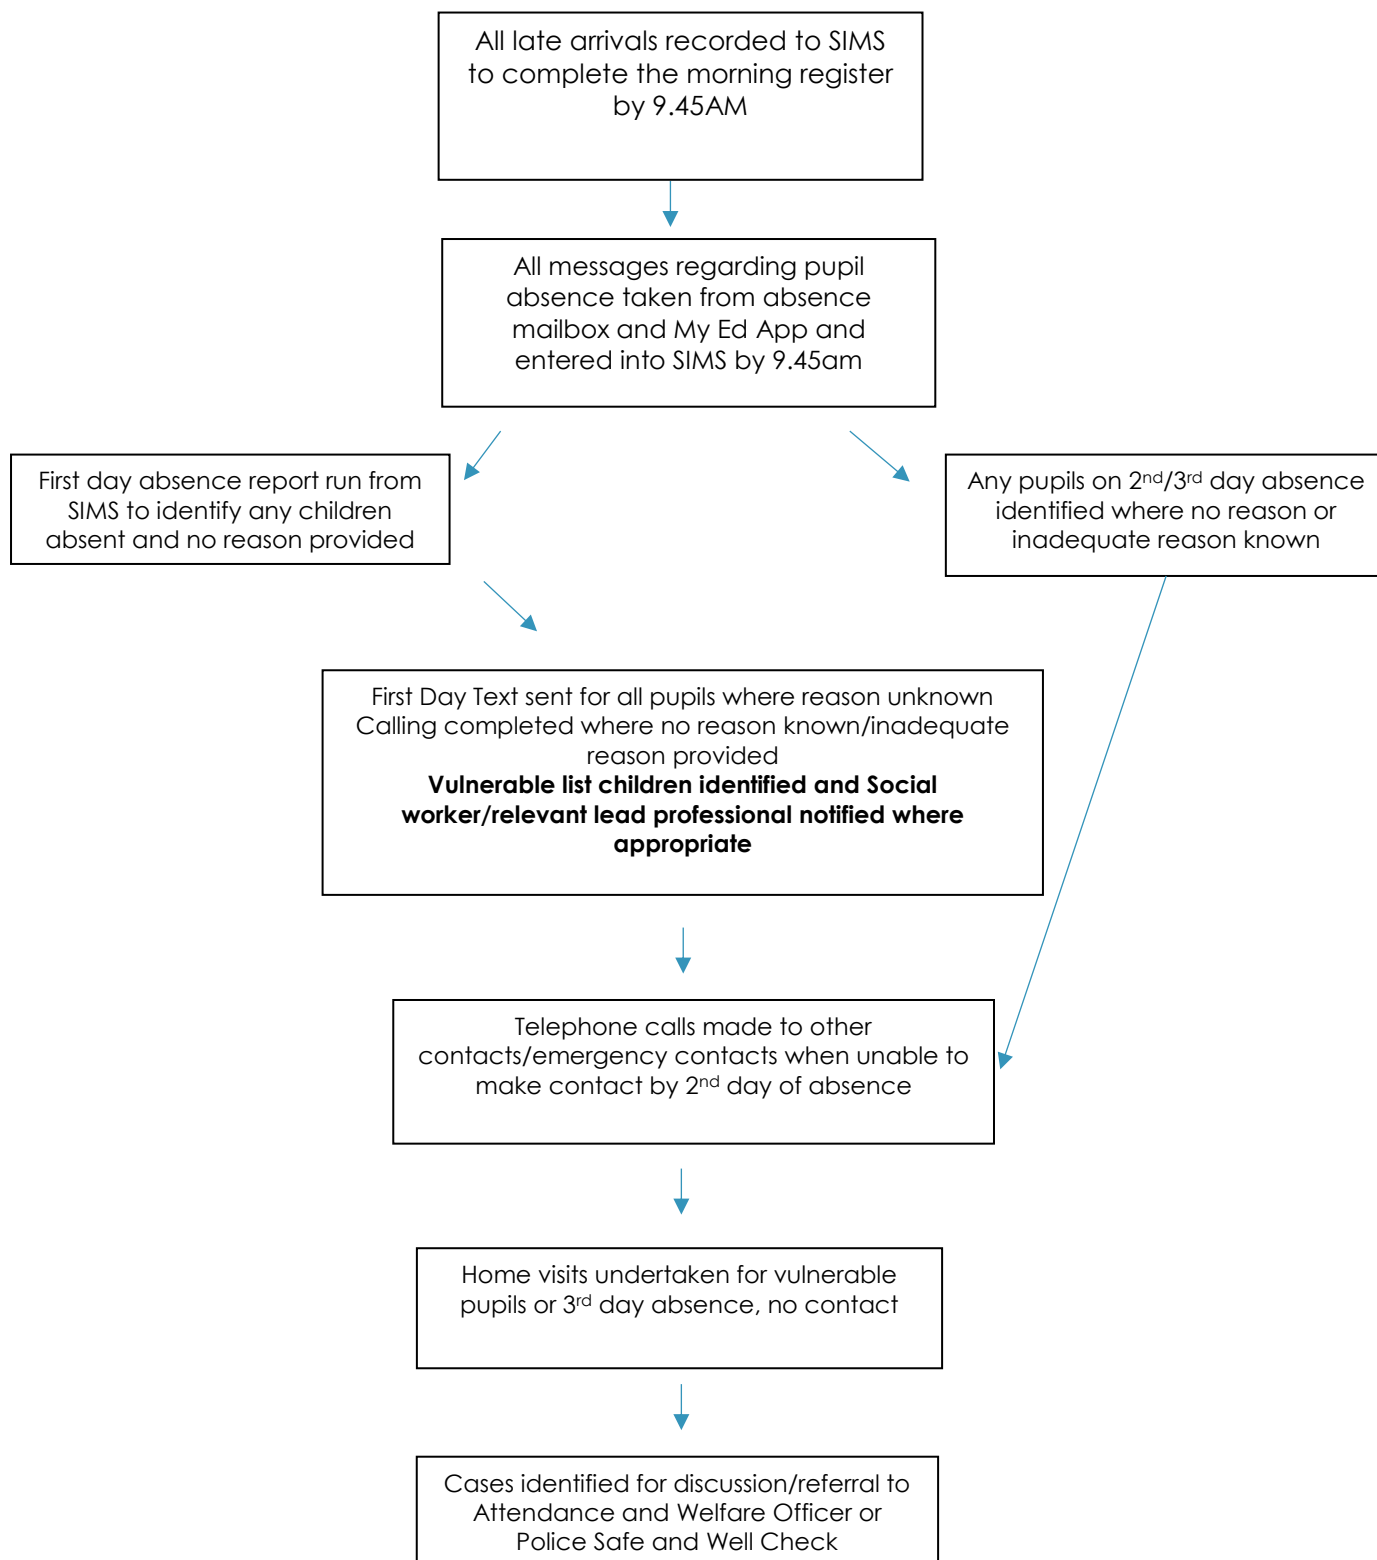 All late arrivals recorded to SIMS
to complete the morning register
by 9.45AM
All messages regarding pupil
absence taken from absence
mailbox and My Ed App and
entered into SIMS by 9.45am
First day absence report run from
SIMS to identify any children
absent and no reason provided
Any pupils on 2nd/3rd day absence
identified where no reason or
inadequate reason known
First Day Text sent for all pupils where reason unknown
Calling completed where no reason known/inadequate
reason provided
Vulnerable list children identified and Social
worker/relevant lead professional notified where
appropriate
Telephone calls made to other
contacts/emergency contacts when unable to
make contact by 2nd day of absence
Home visits undertaken for vulnerable
pupils or 3rd day absence, no contact
Cases identified for discussion/referral to
Attendance and Welfare Officer or
Police Safe and Well Check